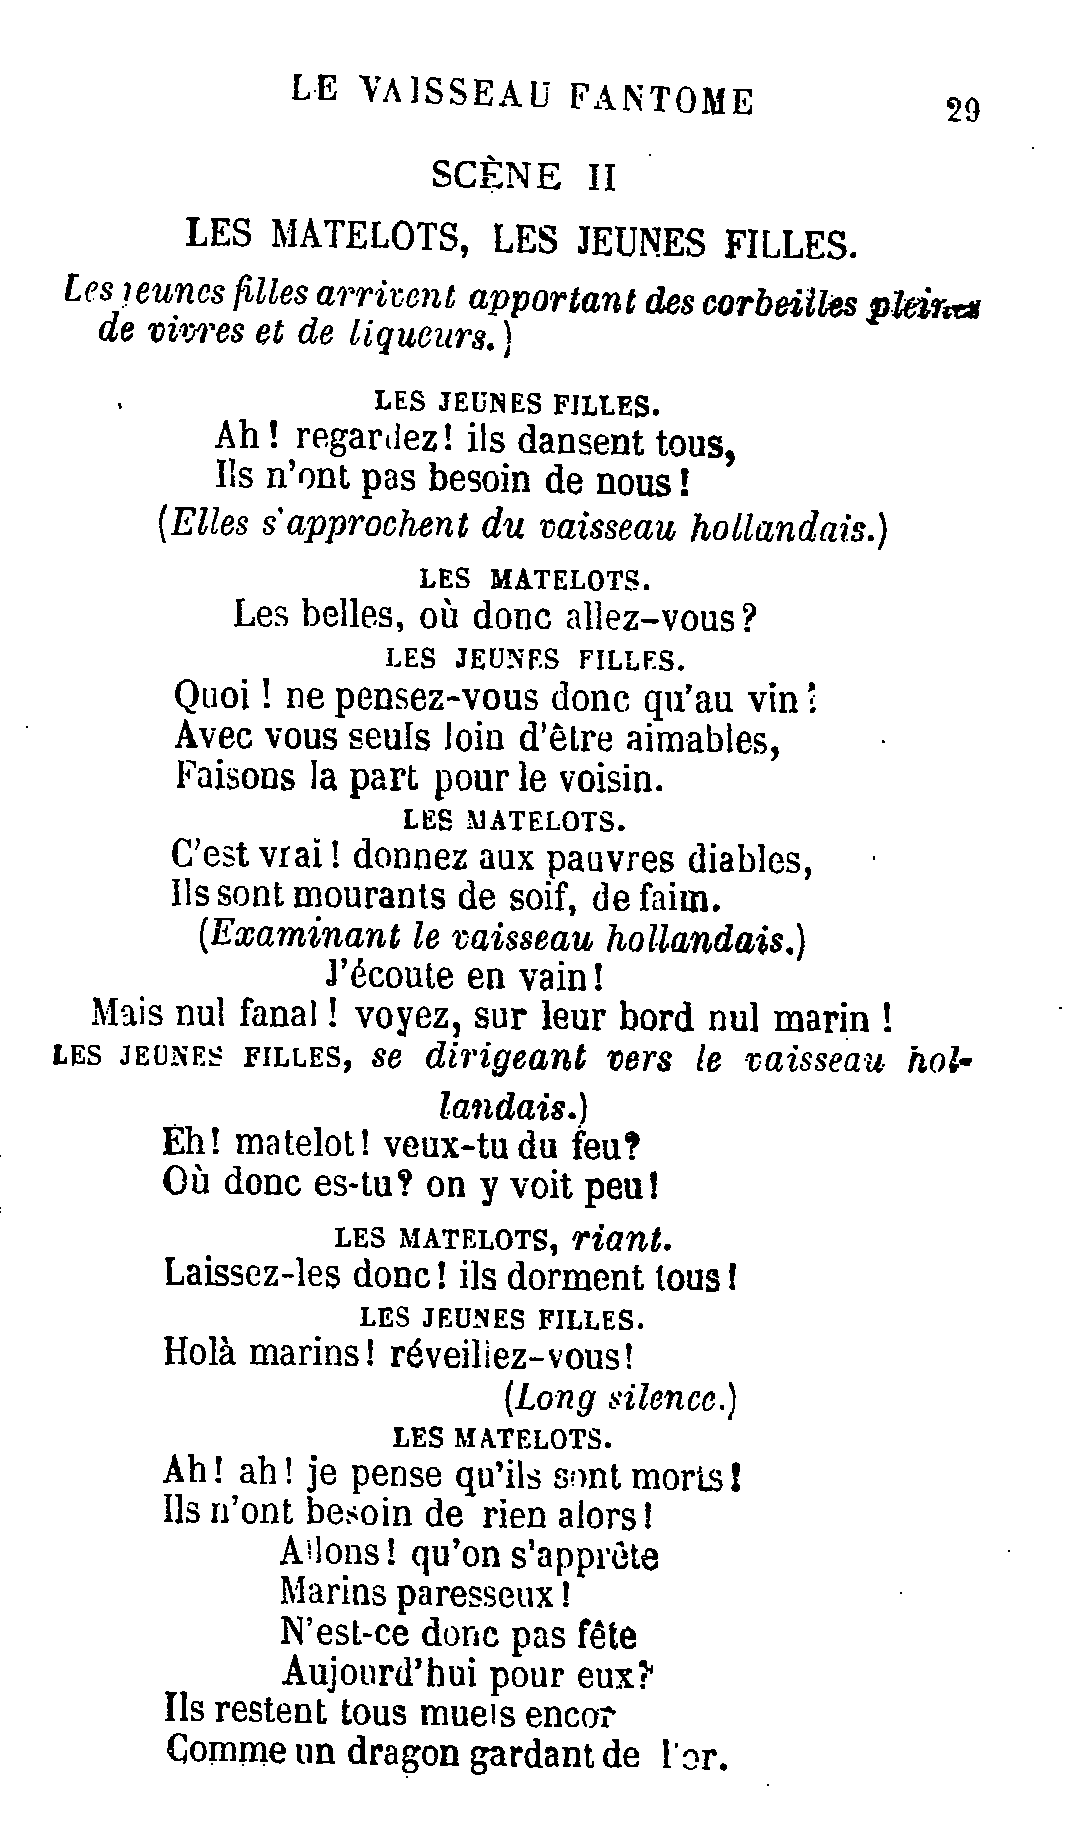 LE VAISSEAU FANTOME
29
SCÈNE II
LES MATELOTS, LES JEUNES FILLES.
Les jeunes filles arrivent apportant des corbeilles pleines
de vivres et de liqueurs.)
LES JEUNES FILLES.
Ah ! regardez ! ils dansent tous,
Ils n'ont pas besoin de nous !
(Elles s'approchent du vaisseau hollandais.)
LES MATELOTS.
Les belles, où donc allez-vous ?
LES JEUNES FILLES.
Quoi ! ne pensez-vous donc qu'au vin !
Avec vous seuls loin d'être aimables,
Faisons la part pour le voisin.
LES MATELOTS.
C'est vrai ! donnez aux pauvres diables,
Ils sont mourants de soif, de faim.
(Examinant le vaisseau hollandais.)
J'écoute en vain !
Mais nul fanal ! voyez, sur leur bord nul marin !
LES JEUNES FILLES, se dirigeant vers le vaisseau hol-
landais.)
Eh ! matelot ! veux-tu du feu ?
Où donc es-tu ? on y voit peu !
LES MATELOTS, riant.
Laissez-les donc ! ils dorment tous !
LES JEUNES FILLES.
Holà marins ! réveillez-vous !
(Long silence.)
LES MATELOTS.
Ah ! ah ! je pense qu'ils sont morts !
Ils n'ont besoin de rien alors !
Allons ! qu'on s'apprête
Marins paresseux !
N'est-ce donc pas fête
Aujourd'hui pour eux ?
Ils restent tous muets encor
Comme un dragon gardant de l'or.